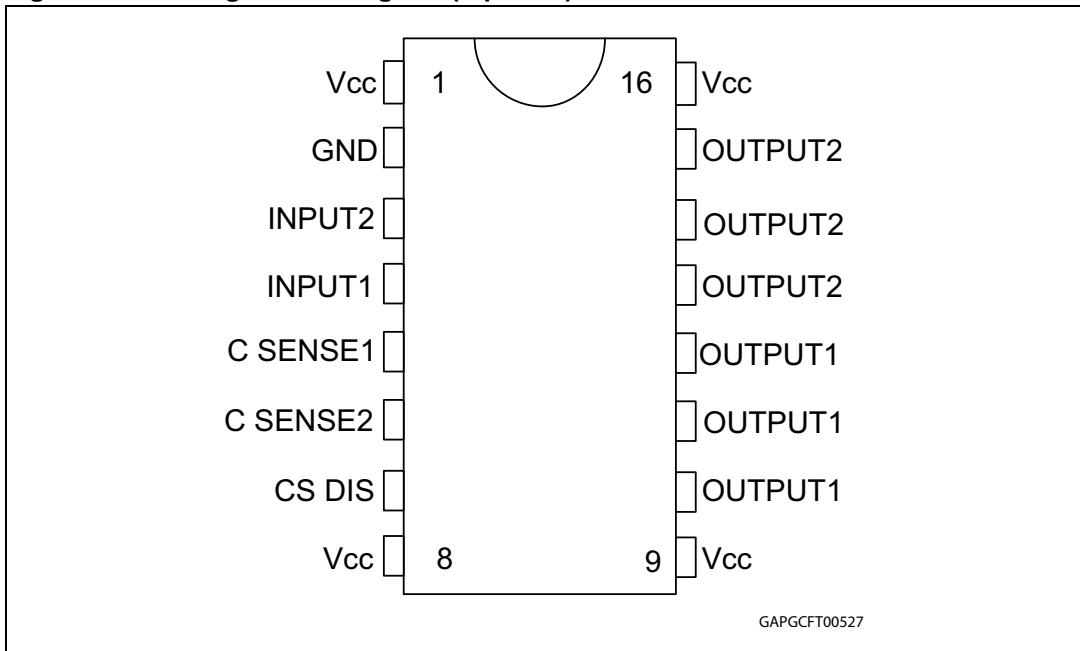 Vcc 1 16 Vcc
GND OUTPUT2
INPUT2 OUTPUT2
INPUT1 OUTPUT2
C SENSE1 OUTPUT1
C SENSE2 OUTPUT1
CS DIS OUTPUT1
Vcc 8 9 Vcc
GAPGCFT00527